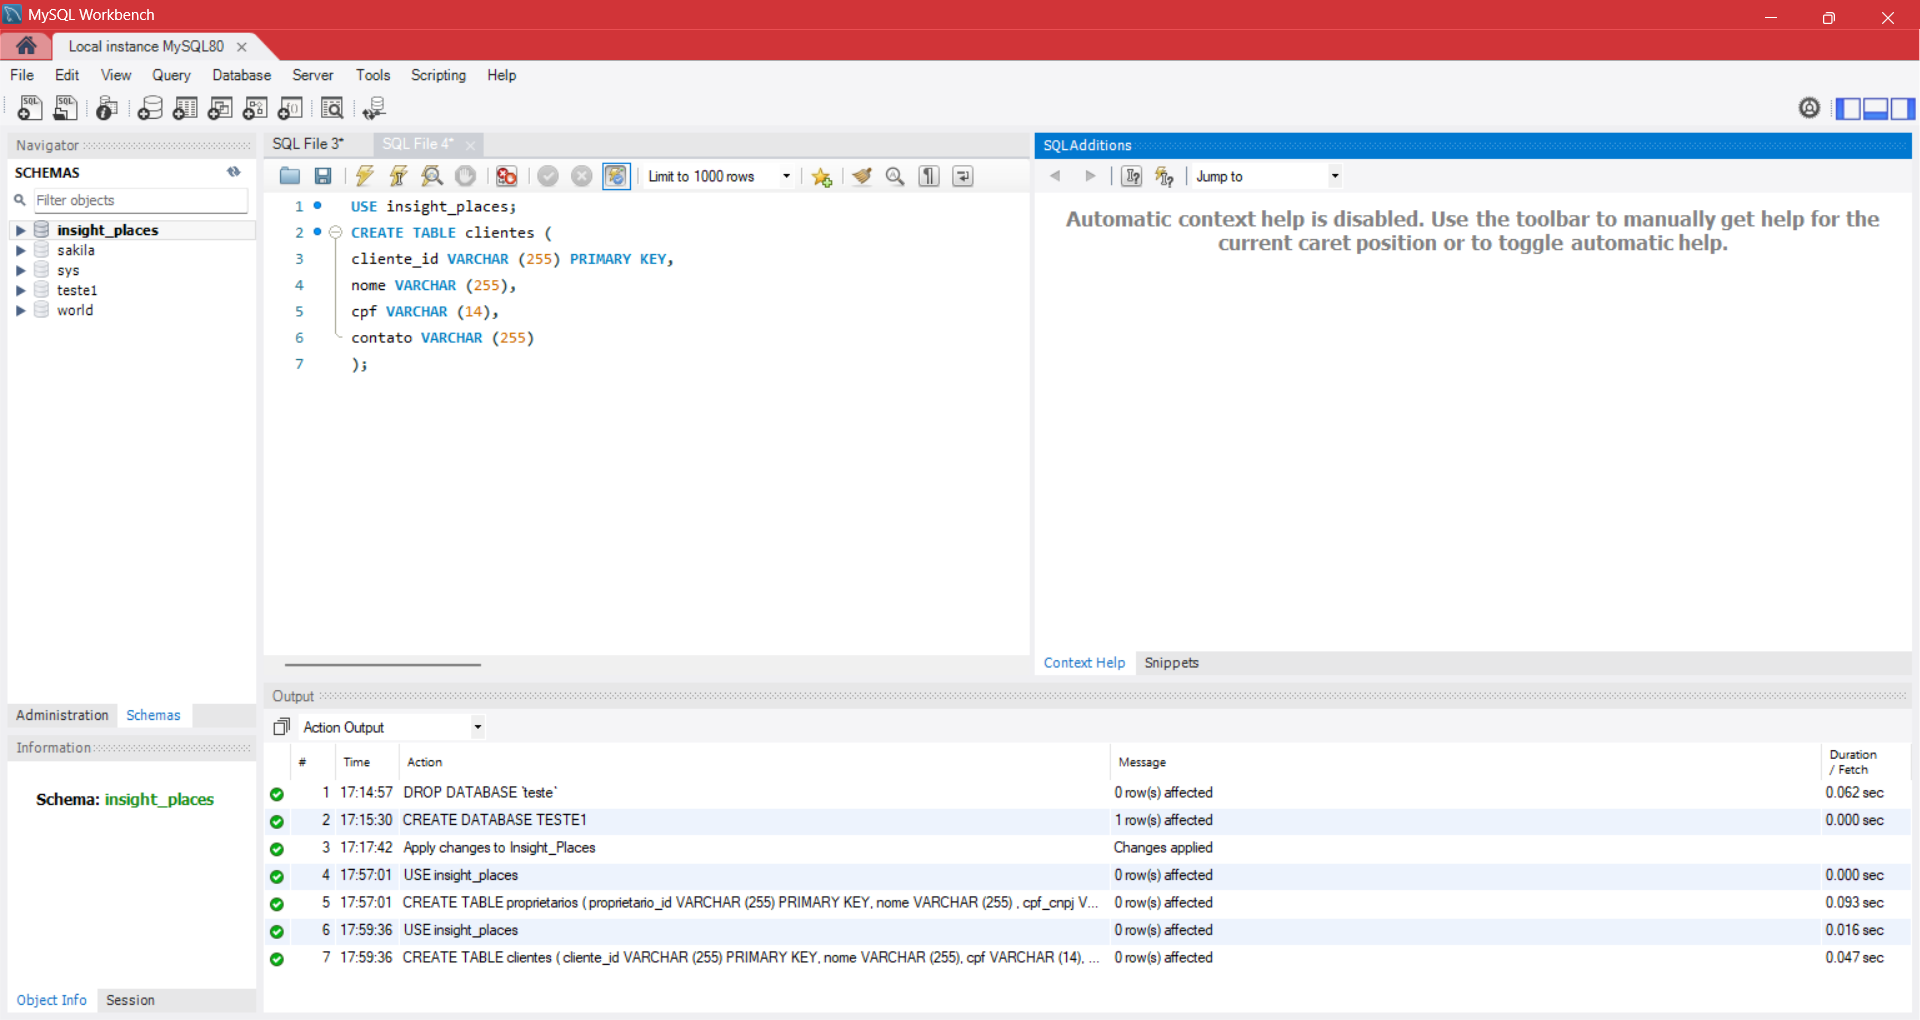 MySQL Workbench
Local instance MySQL80
File Edit View Query Database Server Tools Scripting Help
Navigator
SCHEMAS
Filter objects
insight_places
sakila
sys
teste1
world
Administration Schemas
Information
Schema: insight_places
Object Info Session
SQL File 3* SQL File 4*
Limit to 1000 rows
1 USE insight_places;
2 CREATE TABLE clientes (
3 cliente_id VARCHAR (255) PRIMARY KEY,
4 nome VARCHAR (255),
5 cpf VARCHAR (14),
6 contato VARCHAR (255)
7 );
SQLAdditions
Jump to
Automatic context help is disabled. Use the toolbar to manually get help for the
current caret position or to toggle automatic help.
Context Help Snippets
Output
Action Output
# Time Action Message Duration / Fetch
1 17:14:57 DROP DATABASE `teste` 0 row(s) affected 0.062 sec
2 17:15:30 CREATE DATABASE TESTE1 1 row(s) affected 0.000 sec
3 17:17:42 Apply changes to Insight_Places Changes applied
4 17:57:01 USE insight_places 0 row(s) affected 0.000 sec
5 17:57:01 CREATE TABLE proprietarios ( proprietario_id VARCHAR (255) PRIMARY KEY, nome VARCHAR (255) , cpf_cnpj V... 0 row(s) affected 0.093 sec
6 17:59:36 USE insight_places 0 row(s) affected 0.016 sec
7 17:59:36 CREATE TABLE clientes ( cliente_id VARCHAR (255) PRIMARY KEY, nome VARCHAR (255), cpf VARCHAR (14), ... 0 row(s) affected 0.047 sec